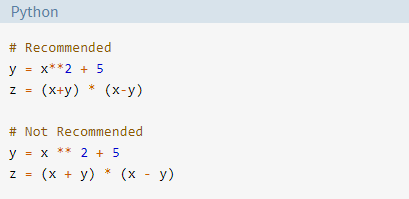 Python
# Recommended
y = x**2 + 5
z = (x+y) * (x-y)
# Not Recommended
y = x ** 2 + 5
z = (x + y) * (x - y)